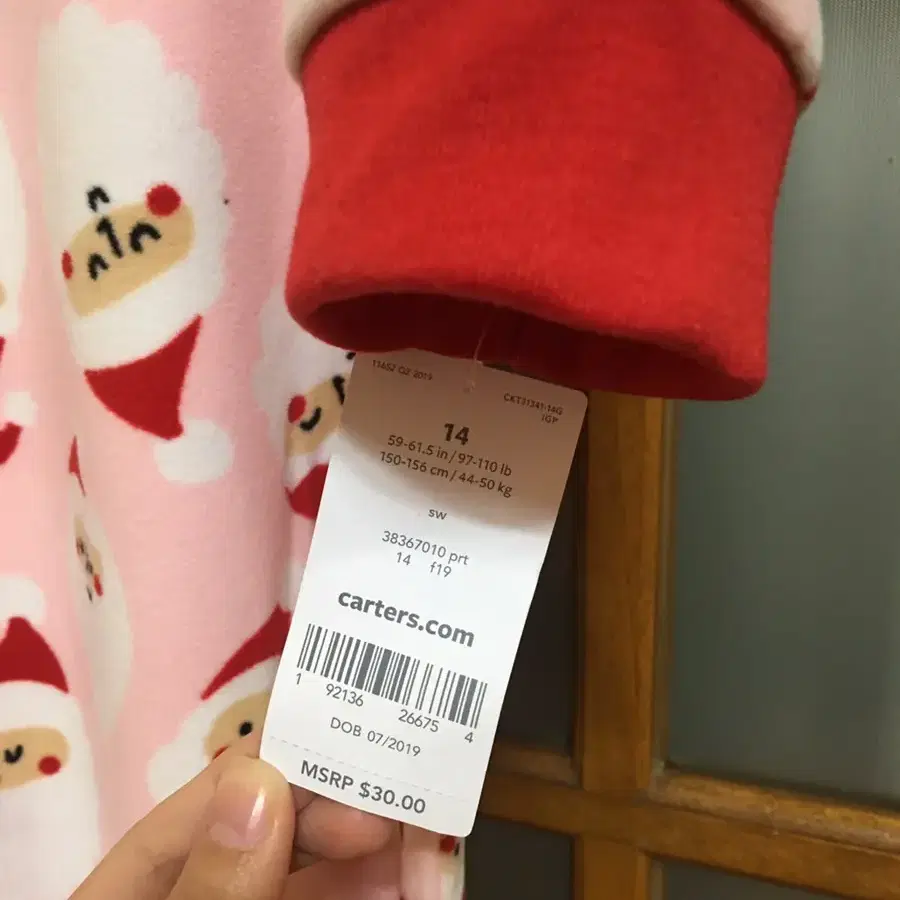 11652 Q2 2019
CKT31341-14G
IGP
14
59-61.5 in / 97-110 lb
150-156 cm / 44-50 kg
sw
38367010 prt
14 f19
carters.com
1 92136 26675 4
DOB 07/2019
MSRP $30.00